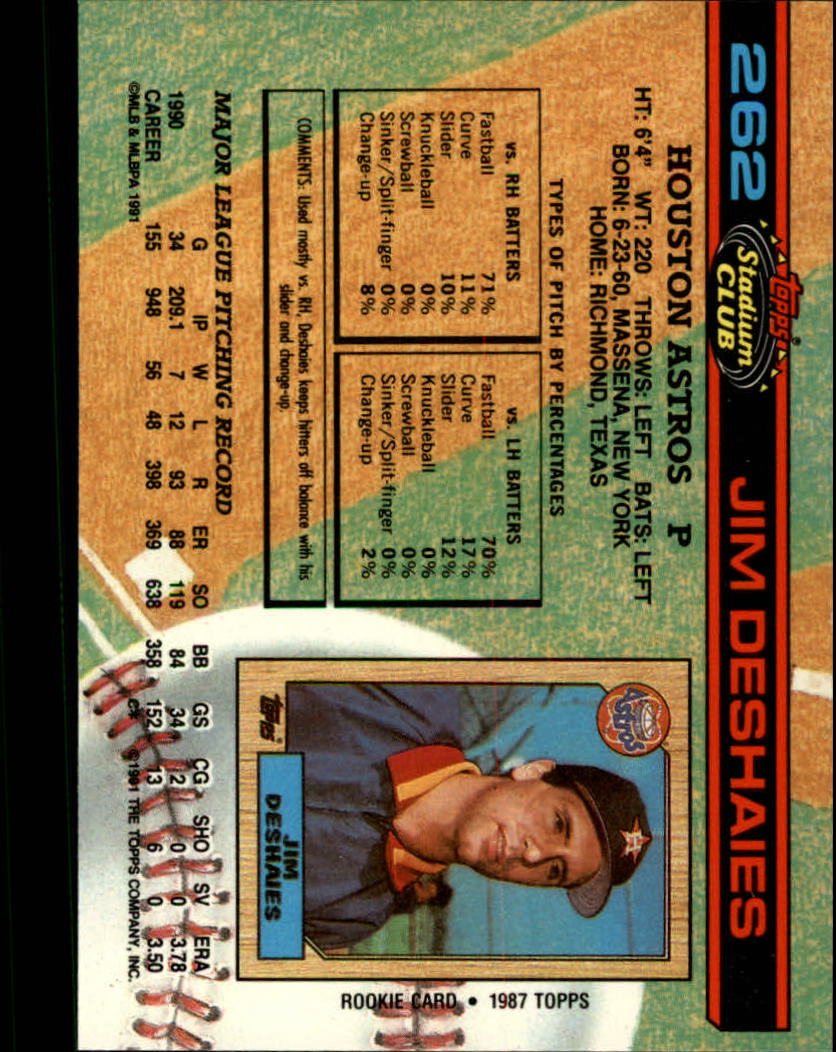 262
Topps®
Stadium
CLUB
JIM DESHAIES
HOUSTON ASTROS P
HT: 6'4" WT: 220 THROWS: LEFT BATS: LEFT
BORN: 6-23-60, MASSENA, NEW YORK
HOME: RICHMOND, TEXAS
TYPES OF PITCH BY PERCENTAGES
vs. RH BATTERS
Fastball 71%
Curve 11%
Slider 10%
Knuckleball 0%
Screwball 0%
Sinker/Split-finger 0%
Change-up 8%
vs. LH BATTERS
Fastball 70%
Curve 17%
Slider 12%
Knuckleball 0%
Screwball 0%
Sinker/Split-finger 0%
Change-up 2%
COMMENTS: Used mostly vs. RH, Deshaies keeps hitters off balance with his
slider and change-up.
Astros
H
Topps
JIM
DESHAIES
ROOKIE CARD • 1987 TOPPS
MAJOR LEAGUE PITCHING RECORD
G IP W L R ER SO BB GS CG SHO SV ERA
1990 34 209.1 7 12 93 88 119 84 34 2 0 0 3.78
CAREER 155 948 56 48 398 369 638 358 152 13 6 0 3.50
©MLB & MLBPA 1991
©1991 THE TOPPS COMPANY, INC.